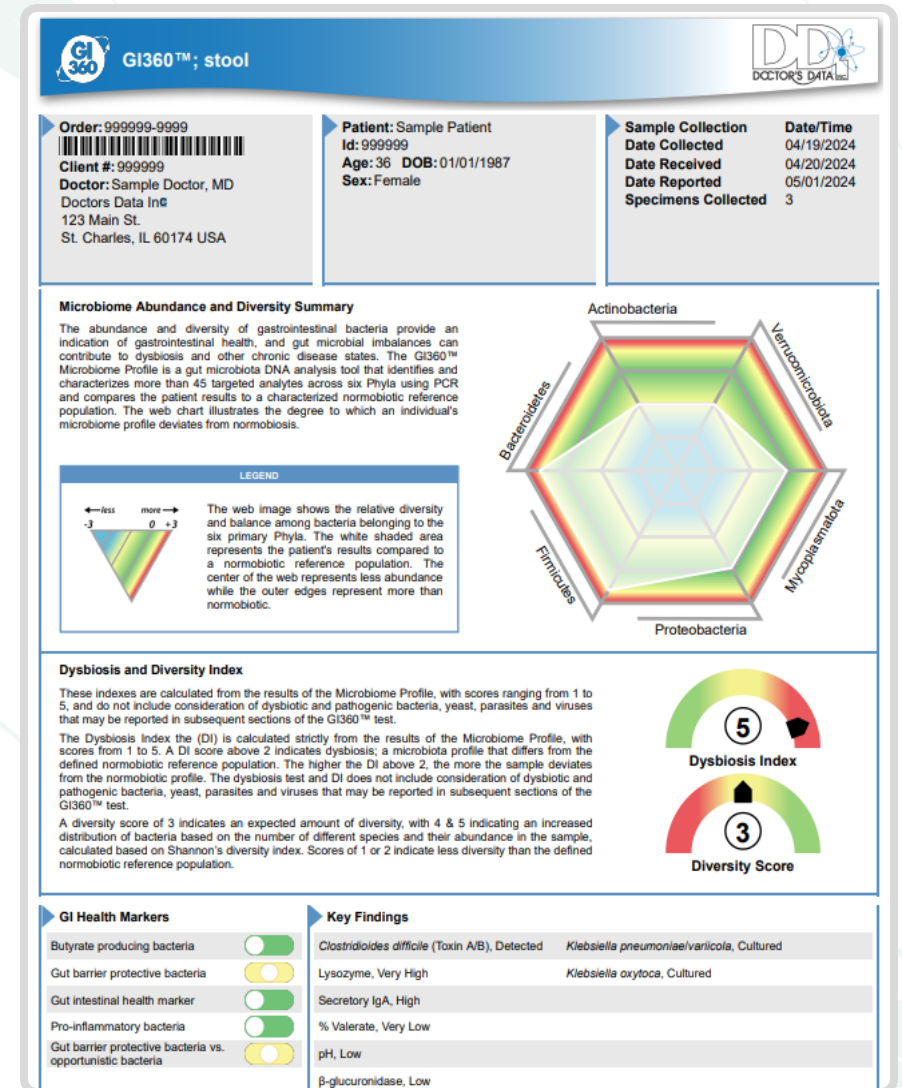 GI 360
GI360™; stool
DOCTOR'S DATA INC.
Order: 999999-9999
Client #: 999999
Doctor: Sample Doctor, MD
Doctors Data Inc
123 Main St.
St. Charles, IL 60174 USA
Patient: Sample Patient
Id: 999999
Age: 36 DOB: 01/01/1987
Sex: Female
Sample Collection Date/Time
Date Collected 04/19/2024
Date Received 04/20/2024
Date Reported 05/01/2024
Specimens Collected 3
Microbiome Abundance and Diversity Summary
The abundance and diversity of gastrointestinal bacteria provide an
indication of gastrointestinal health, and gut microbial imbalances can
contribute to dysbiosis and other chronic disease states. The GI360™
Microbiome Profile is a gut microbiota DNA analysis tool that identifies and
characterizes more than 45 targeted analytes across six Phyla using PCR
and compares the patient results to a characterized normobiotic reference
population. The web chart illustrates the degree to which an individual's
microbiome profile deviates from normobiosis.
LEGEND
less more
-3 0 +3
The web image shows the relative diversity
and balance among bacteria belonging to the
six primary Phyla. The white shaded area
represents the patient's results compared to
a normobiotic reference population. The
center of the web represents less abundance
while the outer edges represent more than
normobiotic.
Actinobacteria
Verrucomicrobiota
Mycoplasmatota
Proteobacteria
Firmicutes
Bacteroidetes
Dysbiosis and Diversity Index
These indexes are calculated from the results of the Microbiome Profile, with scores ranging from 1 to
5, and do not include consideration of dysbiotic and pathogenic bacteria, yeast, parasites and viruses
that may be reported in subsequent sections of the GI360™ test.
The Dysbiosis Index the (DI) is calculated strictly from the results of the Microbiome Profile, with
scores from 1 to 5. A DI score above 2 indicates dysbiosis; a microbiota profile that differs from the
defined normobiotic reference population. The higher the DI above 2, the more the sample deviates
from the normobiotic profile. The dysbiosis test and DI does not include consideration of dysbiotic and
pathogenic bacteria, yeast, parasites and viruses that may be reported in subsequent sections of the
GI360™ test.
A diversity score of 3 indicates an expected amount of diversity, with 4 & 5 indicating an increased
distribution of bacteria based on the number of different species and their abundance in the sample,
calculated based on Shannon's diversity index. Scores of 1 or 2 indicate less diversity than the defined
normobiotic reference population.
5
Dysbiosis Index
3
Diversity Score
GI Health Markers
Butyrate producing bacteria
Gut barrier protective bacteria
Gut intestinal health marker
Pro-inflammatory bacteria
Gut barrier protective bacteria vs.
opportunistic bacteria
Key Findings
Clostridioides difficile (Toxin A/B), Detected Klebsiella pneumoniae/variicola, Cultured
Lysozyme, Very High Klebsiella oxytoca, Cultured
Secretory IgA, High
% Valerate, Very Low
pH, Low
β-glucuronidase, Low